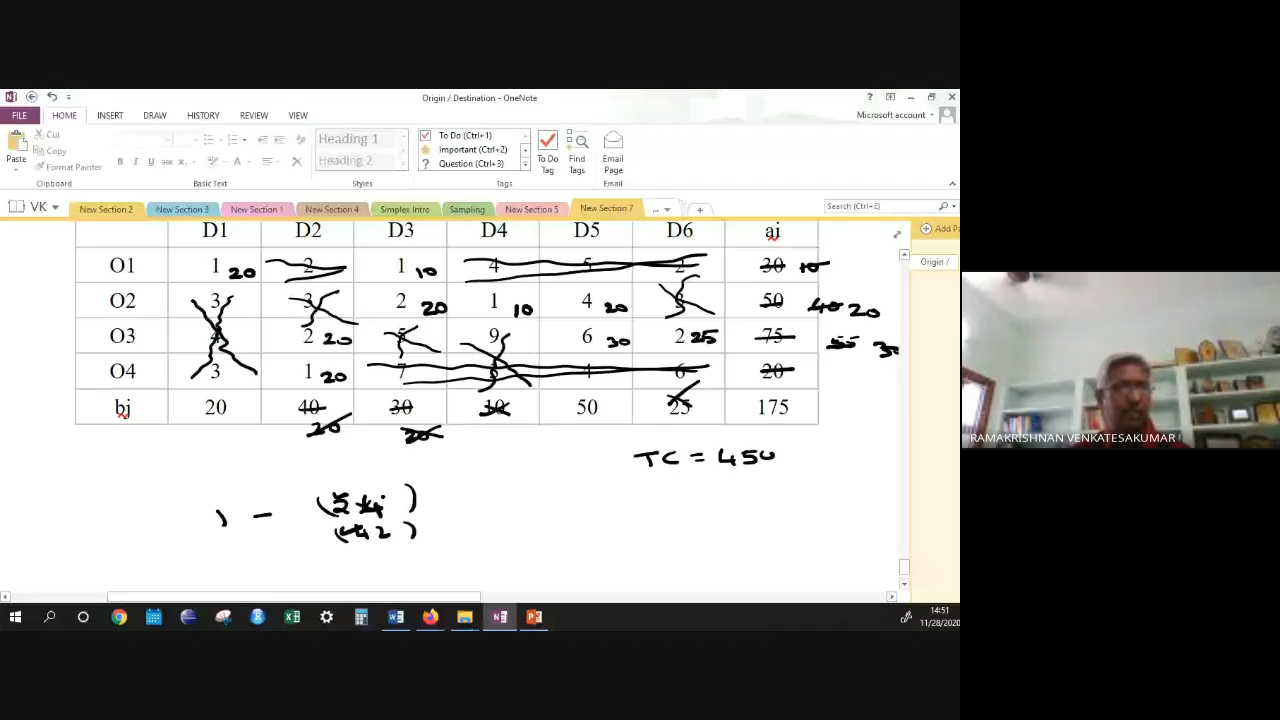 Origin / Destination - OneNote
FILE HOME INSERT DRAW HISTORY REVIEW VIEW Microsoft account
Paste Cut Copy Format Painter Clipboard
B I U abc Basic Text
Heading 1
Heading 2
Styles
To Do (Ctrl+1)
Important (Ctrl+2)
Question (Ctrl+3)
Tags
To Do Tag Find Tags Email Page Email
VK New Section 2 New Section 3 New Section 1 New Section 4 Simplex Intro Sampling New Section 5 New Section 7 ... Search (Ctrl+E)
Add Pa
Origin /
D1 D2 D3 D4 D5 D6 ai
O1 1 20 2 1 10 4 5 2 30 10
O2 3 3 2 20 1 10 4 20 3 50 40 20
O3 4 2 20 5 9 6 30 2 25 75 55 30
O4 3 1 20 7 4 6 20
bj 20 40 30 10 50 25 175
20 20
TC = 450
RAMAKRISHNAN VENKATESAKUMAR
14:51
11/28/2020